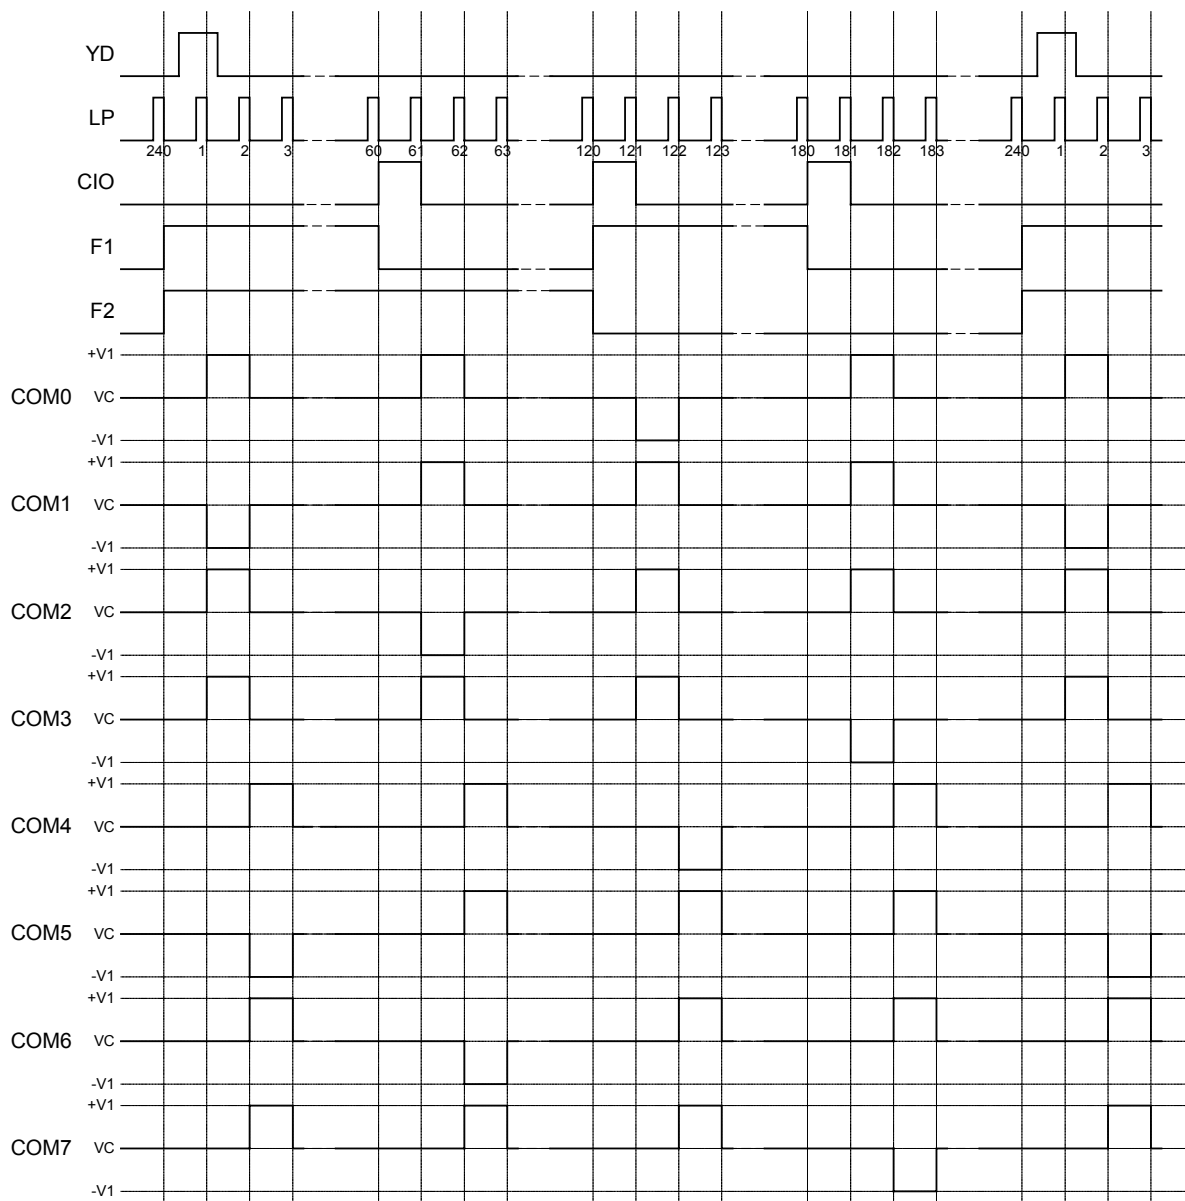 YD
LP
240 1 2 3 60 61 62 63 120 121 122 123 180 181 182 183 240 1 2 3
CIO
F1
F2
+V1
COM0 VC
-V1
+V1
COM1 VC
-V1
+V1
COM2 VC
-V1
+V1
COM3 VC
-V1
+V1
COM4 VC
-V1
+V1
COM5 VC
-V1
+V1
COM6 VC
-V1
+V1
COM7 VC
-V1